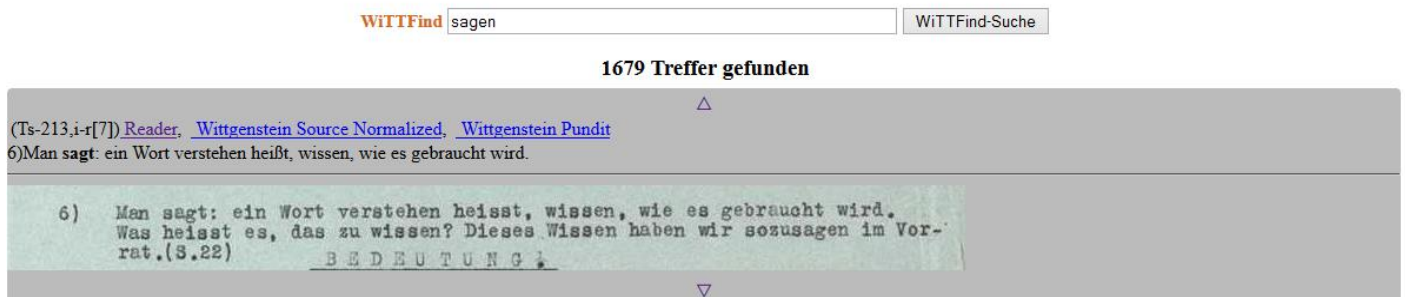 WiTTFind sagen WiTTFind-Suche
1679 Treffer gefunden
(Ts-213,i-r[7]) Reader, Wittgenstein Source Normalized, Wittgenstein Pundit
6)Man sagt: ein Wort verstehen heißt, wissen, wie es gebraucht wird.
6) Man sagt: ein Wort verstehen heisst, wissen, wie es gebraucht wird.
Was heisst es, das zu wissen? Dieses Wissen haben wir sozusagen im Vor-
rat.(S.22)
B E D E U T U N G